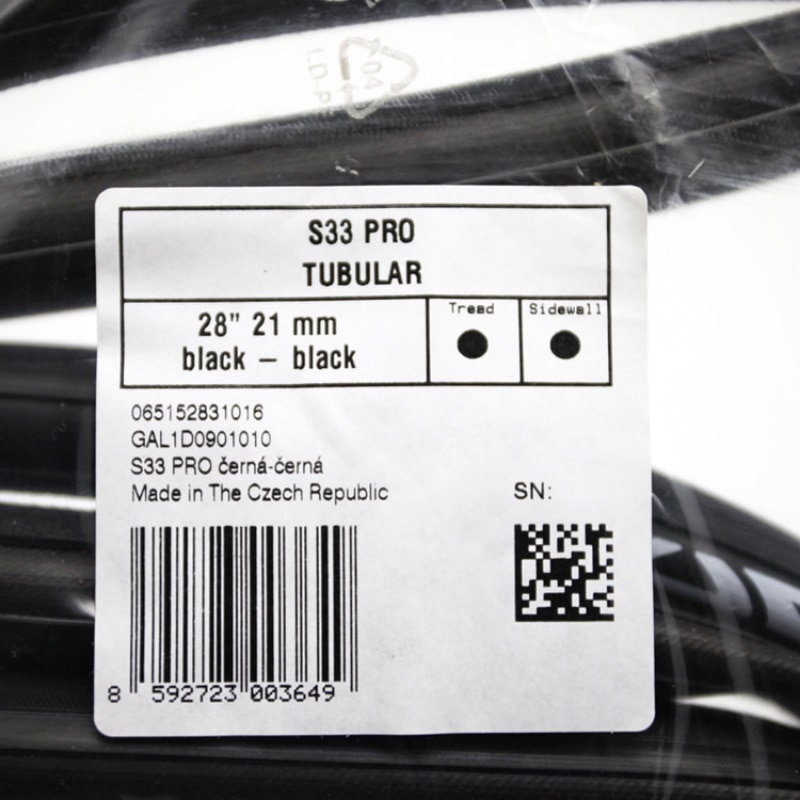 04
S33 PRO
TUBULAR
28" 21 mm
black – black
Tread
Sidewall
065152831016
GAL1D0901010
S33 PRO černá-černá
Made in The Czech Republic
SN:
8 592723 003649